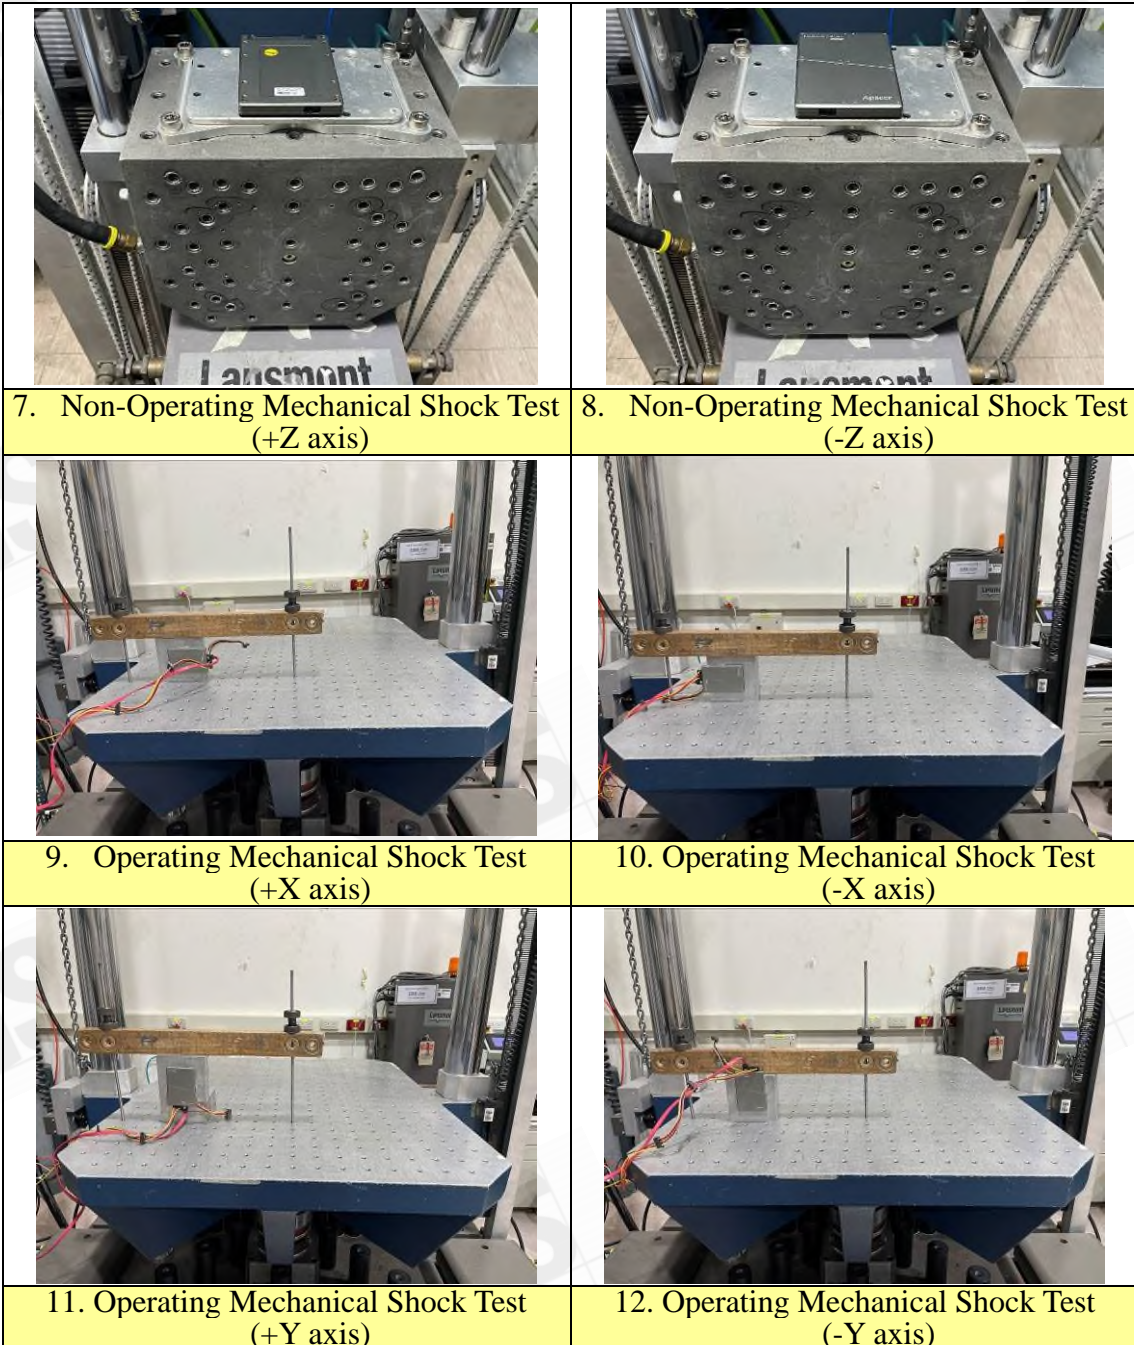 Apacer
Lansmont
Lansmont
7. Non-Operating Mechanical Shock Test
(+Z axis)
8. Non-Operating Mechanical Shock Test
(-Z axis)
9. Operating Mechanical Shock Test
(+X axis)
10. Operating Mechanical Shock Test
(-X axis)
11. Operating Mechanical Shock Test
(+Y axis)
12. Operating Mechanical Shock Test
(-Y axis)